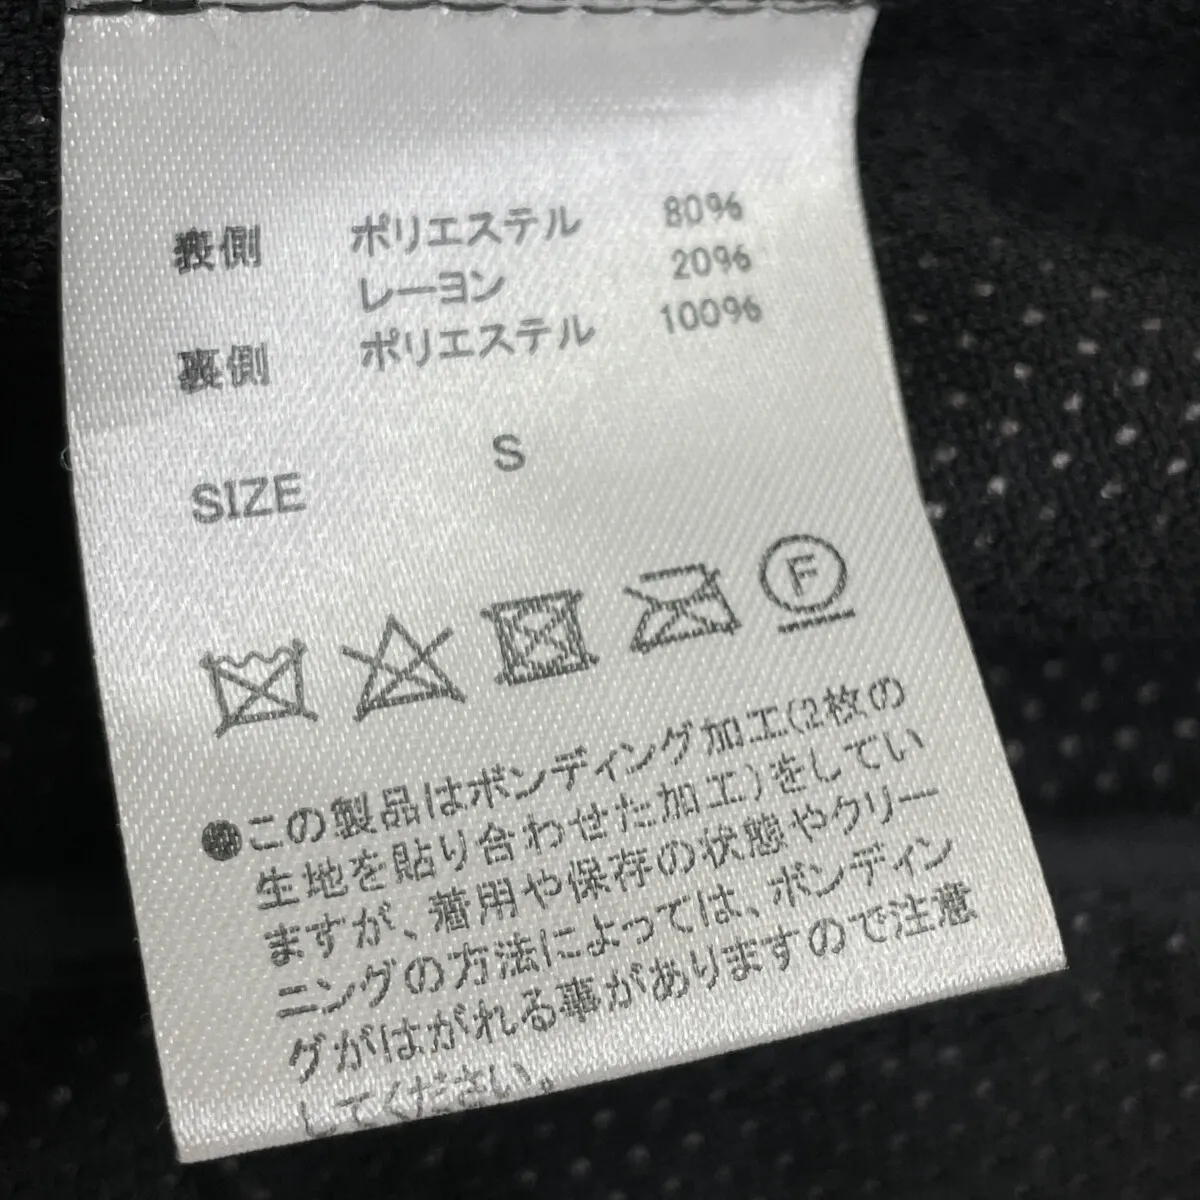 表側 ポリエステル 80%
レーヨン 20%
裏側 ポリエステル 100%
SIZE S
F
●この製品はボンディング加工(2枚の
生地を貼り合わせた加工)をしてい
ますが、着用や保存の状態やクリー
ニングの方法によっては、ボンディン
グがはがれる事がありますので注意
してください。